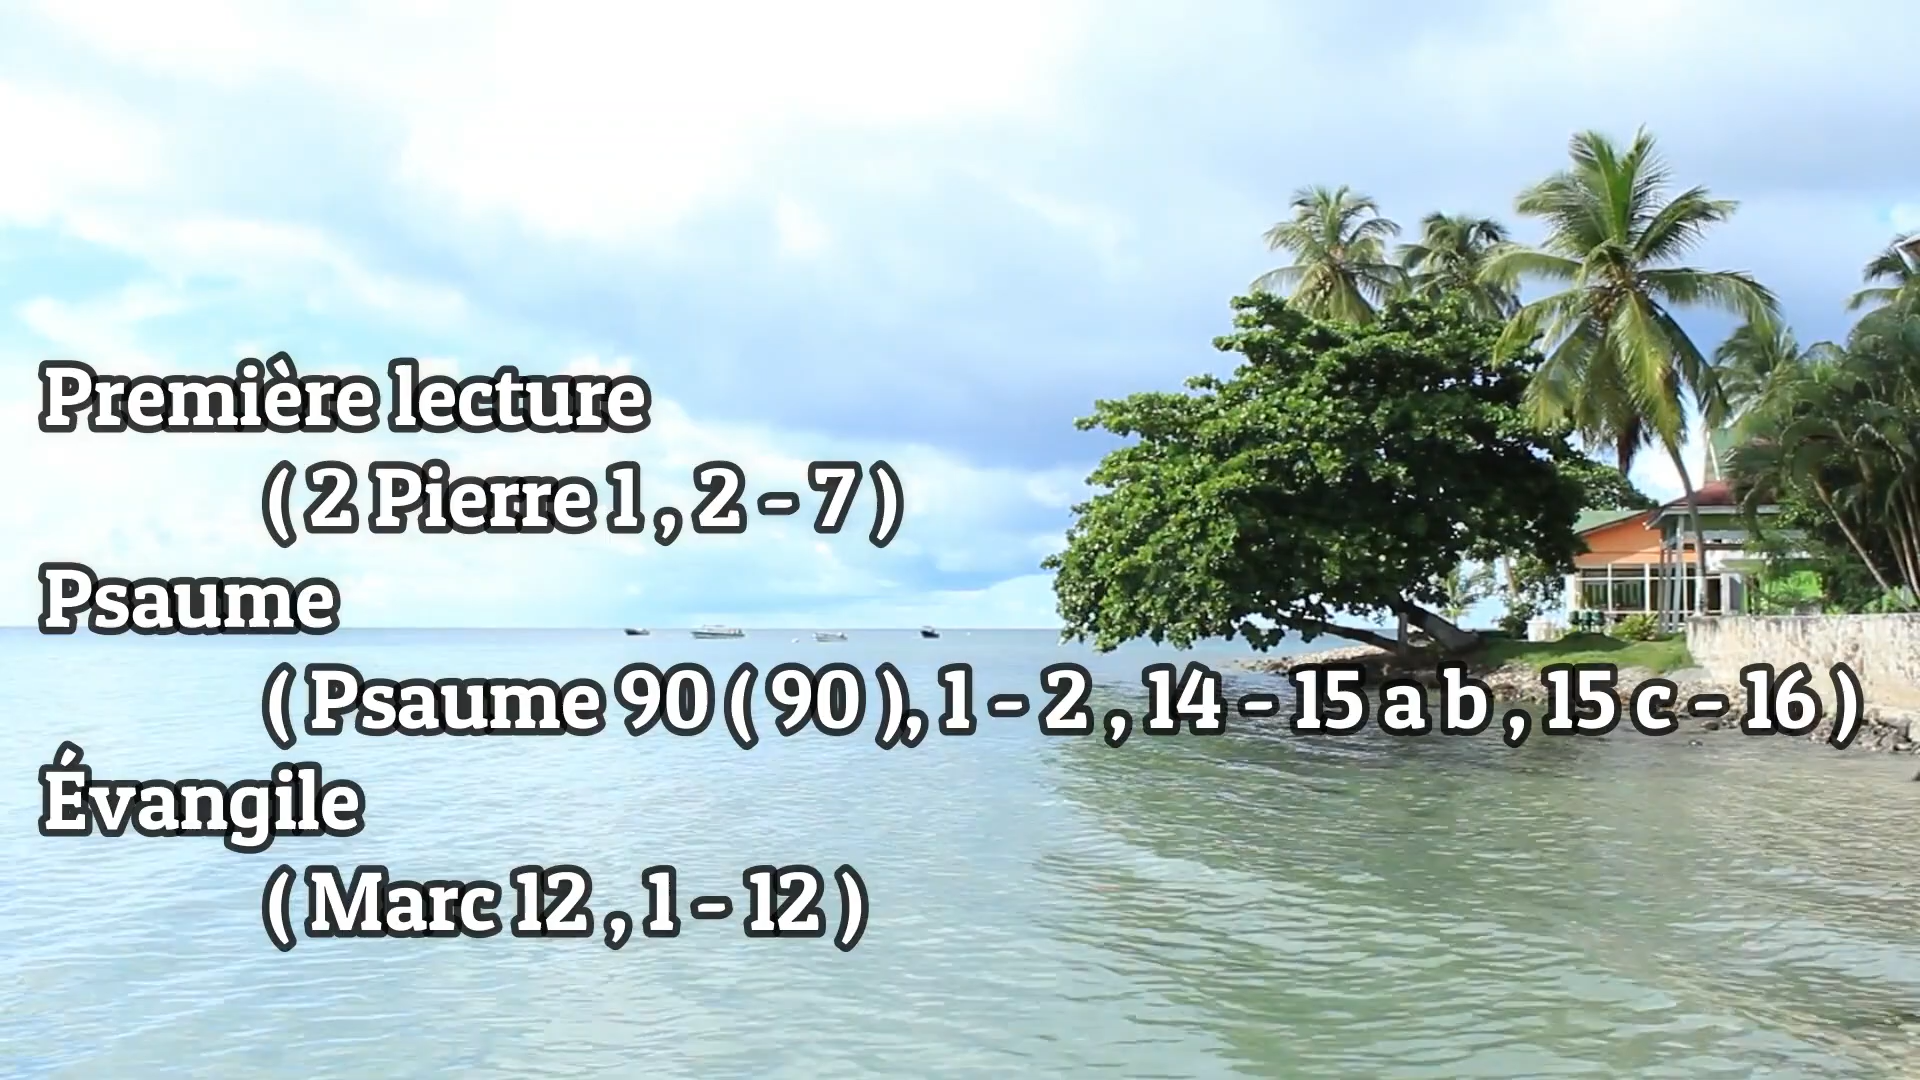 Première lecture
( 2 Pierre 1 , 2 - 7 )
Psaume
( Psaume 90 ( 90 ), 1 - 2 , 14 - 15 a b , 15 c - 16 )
Évangile
( Marc 12 , 1 - 12 )